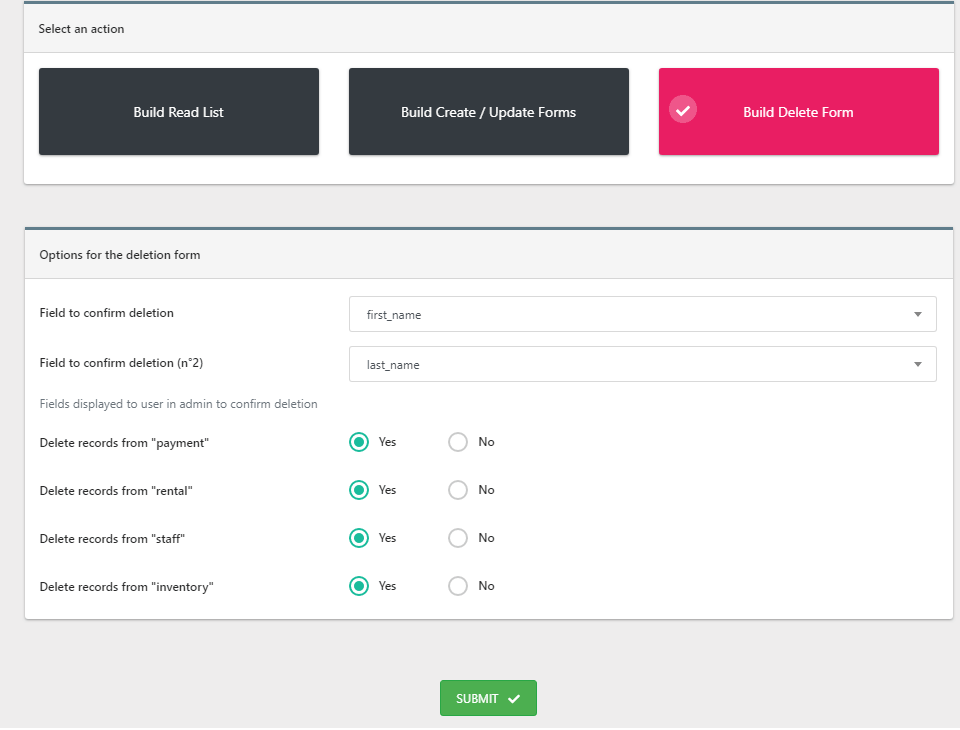 Select an action
Build Read List
Build Create / Update Forms
Build Delete Form
Options for the deletion form
Field to confirm deletion
first_name
Field to confirm deletion (n°2)
last_name
Fields displayed to user in admin to confirm deletion
Delete records from "payment" Yes No
Delete records from "rental" Yes No
Delete records from "staff" Yes No
Delete records from "inventory" Yes No
SUBMIT